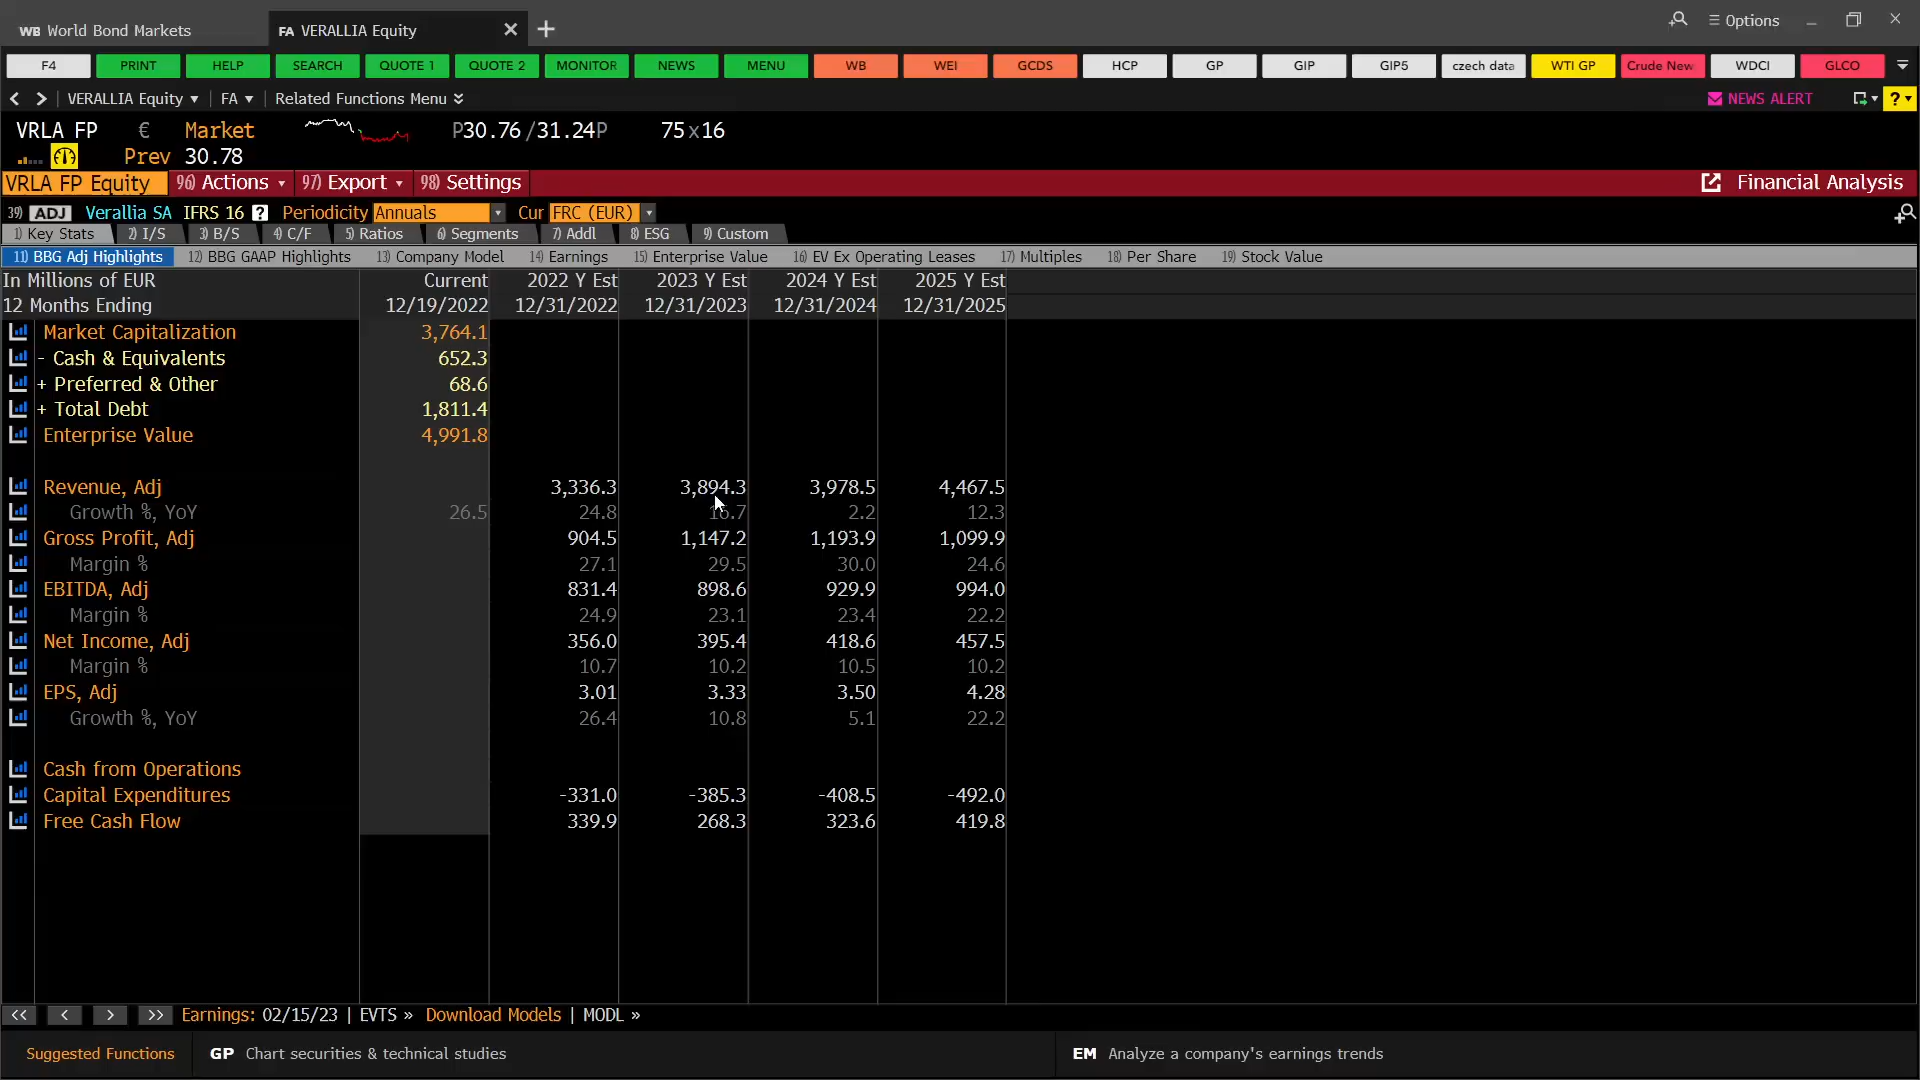 WB World Bond Markets FA VERALLIA Equity Options
F4 PRINT HELP SEARCH QUOTE 1 QUOTE 2 MONITOR NEWS MENU WB WEI GCDS HCP GP GIP GIP5 czech data WTI GP Crude New WDCI GLCO
VERALLIA Equity FA Related Functions Menu NEWS ALERT ?
VRLA FP € Market P30.76 /31.24P 75x16
Prev 30.78
VRLA FP Equity 96) Actions 97) Export 98) Settings Financial Analysis
39) ADJ Verallia SA IFRS 16 ? Periodicity Annuals Cur FRC (EUR)
1) Key Stats 2) I/S 3) B/S 4) C/F 5) Ratios 6) Segments 7) Addl 8) ESG 9) Custom
11) BBG Adj Highlights 12) BBG GAAP Highlights 13) Company Model 14) Earnings 15) Enterprise Value 16) EV Ex Operating Leases 17) Multiples 18) Per Share 19) Stock Value
In Millions of EUR Current 2022 Y Est 2023 Y Est 2024 Y Est 2025 Y Est
12 Months Ending 12/19/2022 12/31/2022 12/31/2023 12/31/2024 12/31/2025
Market Capitalization 3,764.1
- Cash & Equivalents 652.3
+ Preferred & Other 68.6
+ Total Debt 1,811.4
Enterprise Value 4,991.8
Revenue, Adj 3,336.3 3,894.3 3,978.5 4,467.5
Growth %, YoY 26.5 24.8 16.7 2.2 12.3
Gross Profit, Adj 904.5 1,147.2 1,193.9 1,099.9
Margin % 27.1 29.5 30.0 24.6
EBITDA, Adj 831.4 898.6 929.9 994.0
Margin % 24.9 23.1 23.4 22.2
Net Income, Adj 356.0 395.4 418.6 457.5
Margin % 10.7 10.2 10.5 10.2
EPS, Adj 3.01 3.33 3.50 4.28
Growth %, YoY 26.4 10.8 5.1 22.2
Cash from Operations
Capital Expenditures -331.0 -385.3 -408.5 -492.0
Free Cash Flow 339.9 268.3 323.6 419.8
<< < > >> Earnings: 02/15/23 | EVTS » Download Models | MODL »
Suggested Functions GP Chart securities & technical studies EM Analyze a company's earnings trends